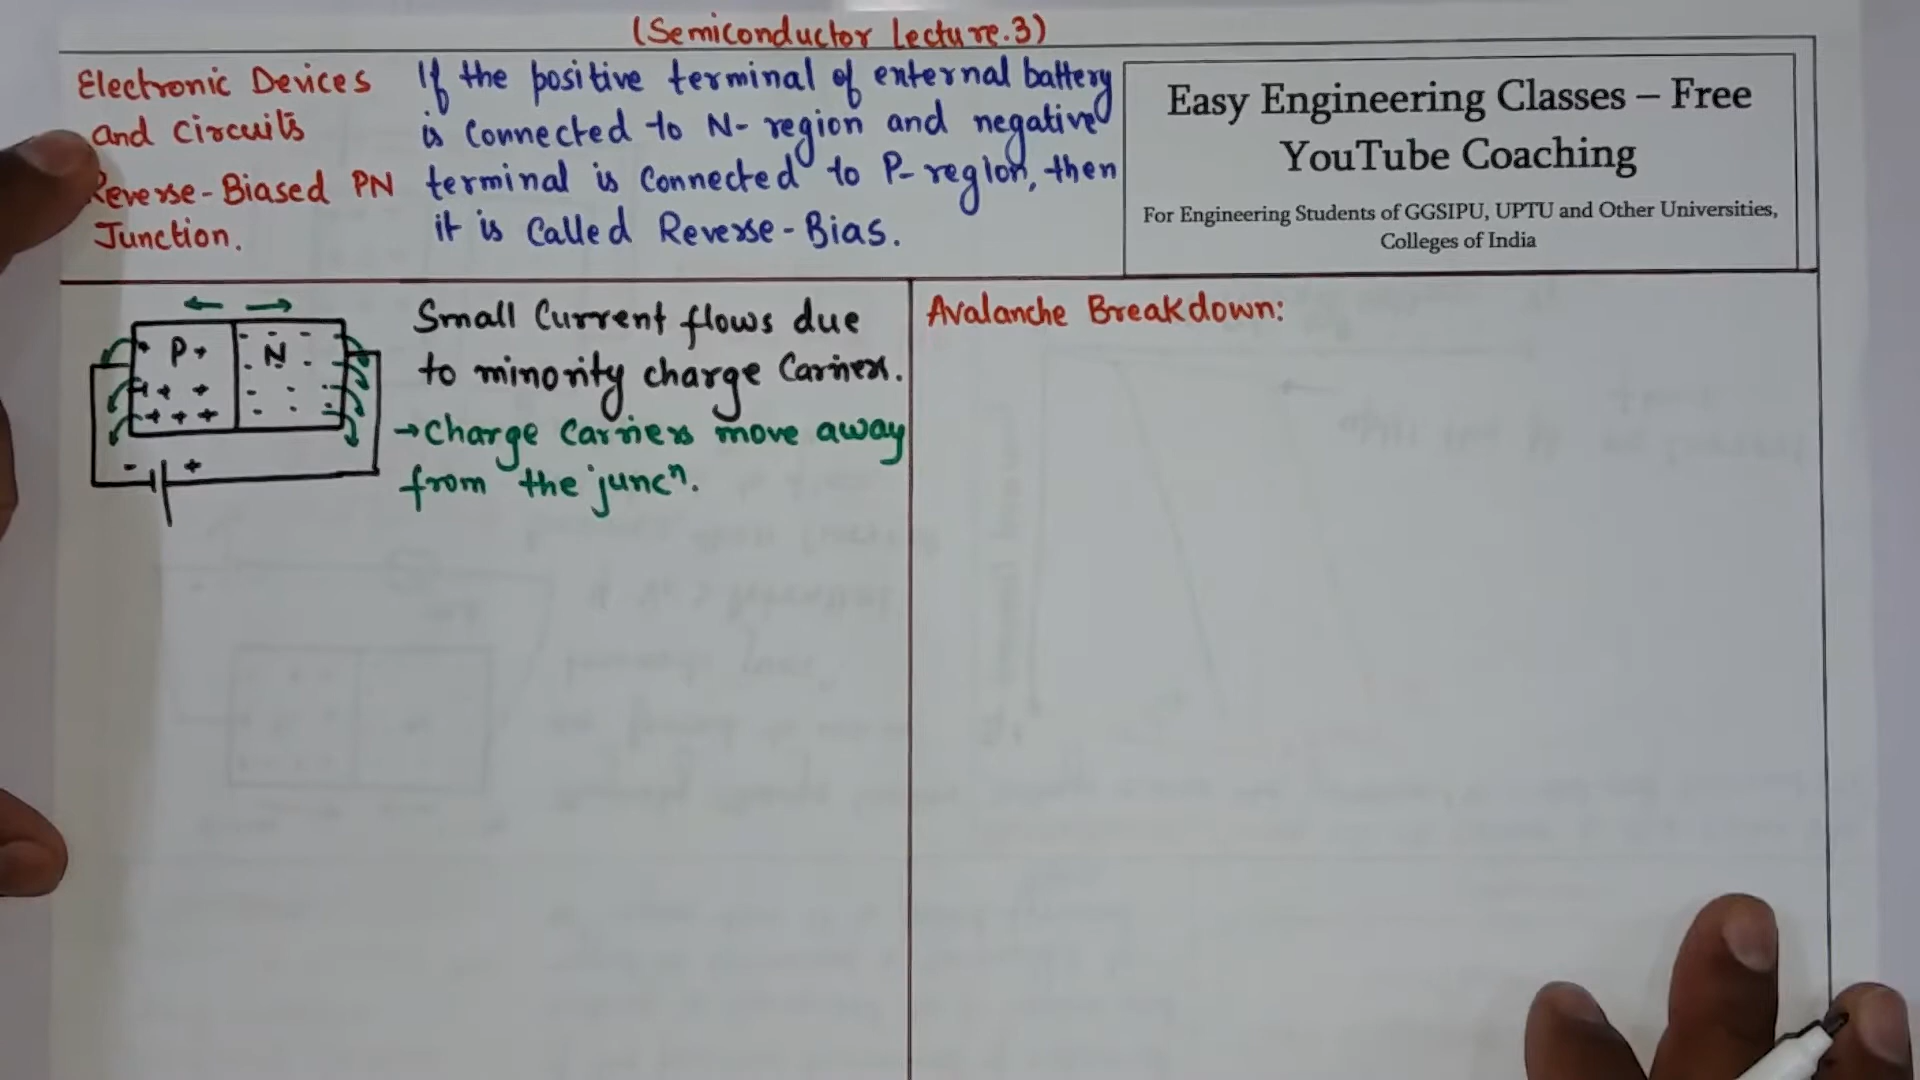 (Semiconductor Lecture.3)
Electronic Devices
and Circuits
Reverse-Biased PN
Junction.
If the positive terminal of external battery
is connected to N-region and negative
terminal is connected to P-region, then
it is called Reverse-Bias.
Easy Engineering Classes – Free
YouTube Coaching
For Engineering Students of GGSIPU, UPTU and Other Universities,
Colleges of India
P
N
- +
Small Current flows due
to minority charge Carriers.
→Charge Carriers move away
from the juncⁿ.
Avalanche Breakdown: